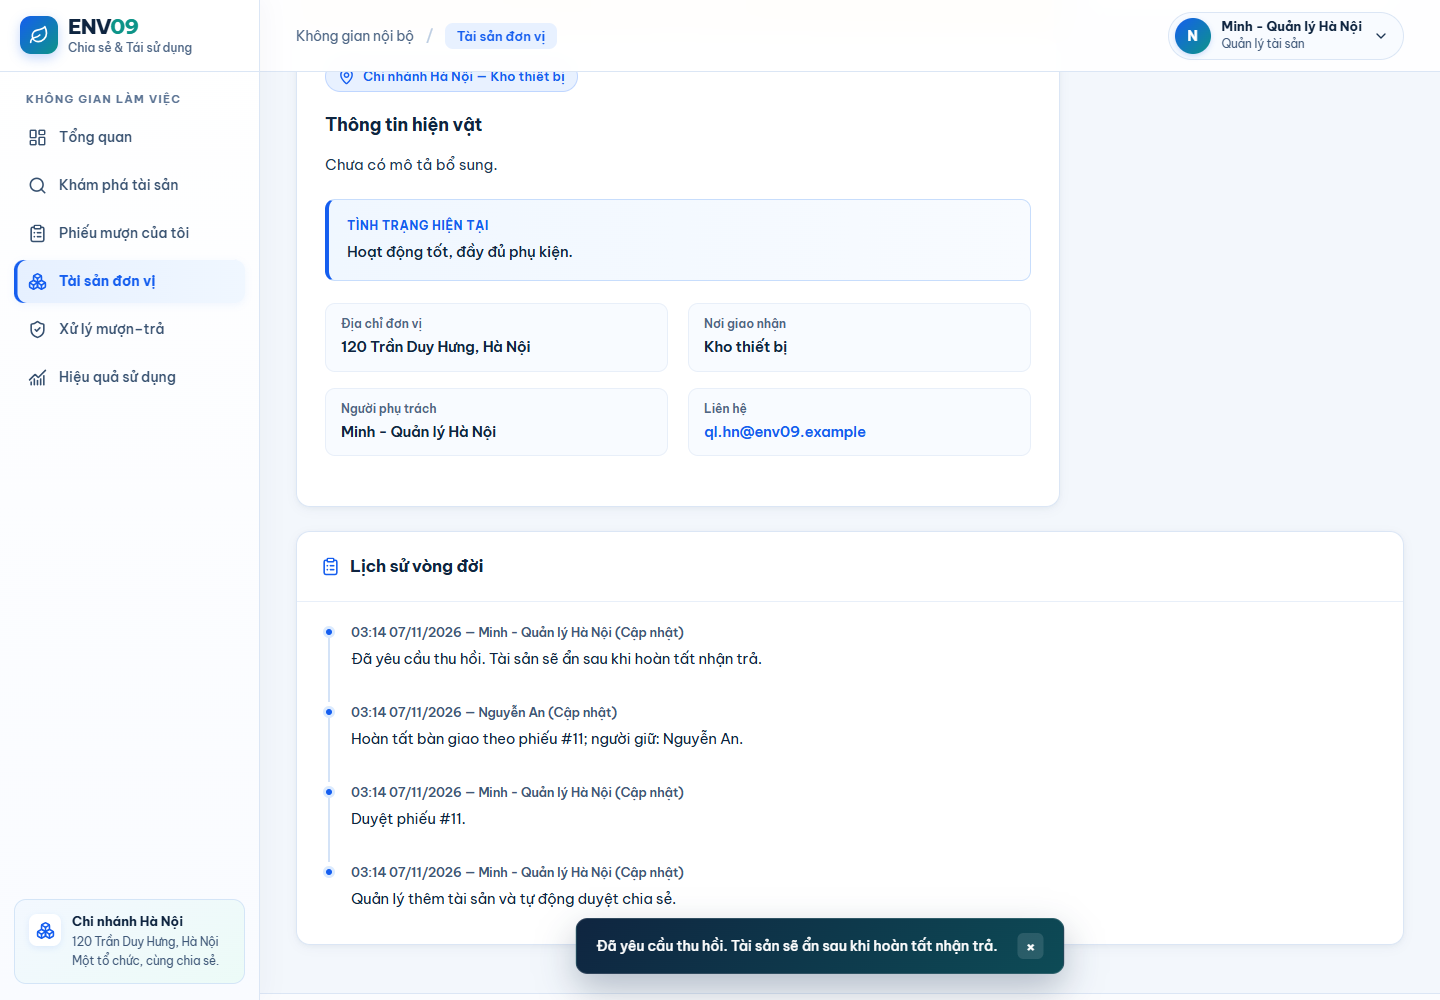 ENV09
Chia sẻ & Tái sử dụng
Không gian nội bộ / Tài sản đơn vị
N
Minh - Quản lý Hà Nội
Quản lý tài sản
KHÔNG GIAN LÀM VIỆC
Tổng quan
Khám phá tài sản
Phiếu mượn của tôi
Tài sản đơn vị
Xử lý mượn–trả
Hiệu quả sử dụng
Chi nhánh Hà Nội
120 Trần Duy Hưng, Hà Nội
Một tổ chức, cùng chia sẻ.
Chi nhánh Hà Nội — Kho thiết bị
Thông tin hiện vật
Chưa có mô tả bổ sung.
TÌNH TRẠNG HIỆN TẠI
Hoạt động tốt, đầy đủ phụ kiện.
Địa chỉ đơn vị
120 Trần Duy Hưng, Hà Nội
Nơi giao nhận
Kho thiết bị
Người phụ trách
Minh - Quản lý Hà Nội
Liên hệ
ql.hn@env09.example
Lịch sử vòng đời
03:14 07/11/2026 — Minh - Quản lý Hà Nội (Cập nhật)
Đã yêu cầu thu hồi. Tài sản sẽ ẩn sau khi hoàn tất nhận trả.
03:14 07/11/2026 — Nguyễn An (Cập nhật)
Hoàn tất bàn giao theo phiếu #11; người giữ: Nguyễn An.
03:14 07/11/2026 — Minh - Quản lý Hà Nội (Cập nhật)
Duyệt phiếu #11.
03:14 07/11/2026 — Minh - Quản lý Hà Nội (Cập nhật)
Quản lý thêm tài sản và tự động duyệt chia sẻ.
Đã yêu cầu thu hồi. Tài sản sẽ ẩn sau khi hoàn tất nhận trả. ×